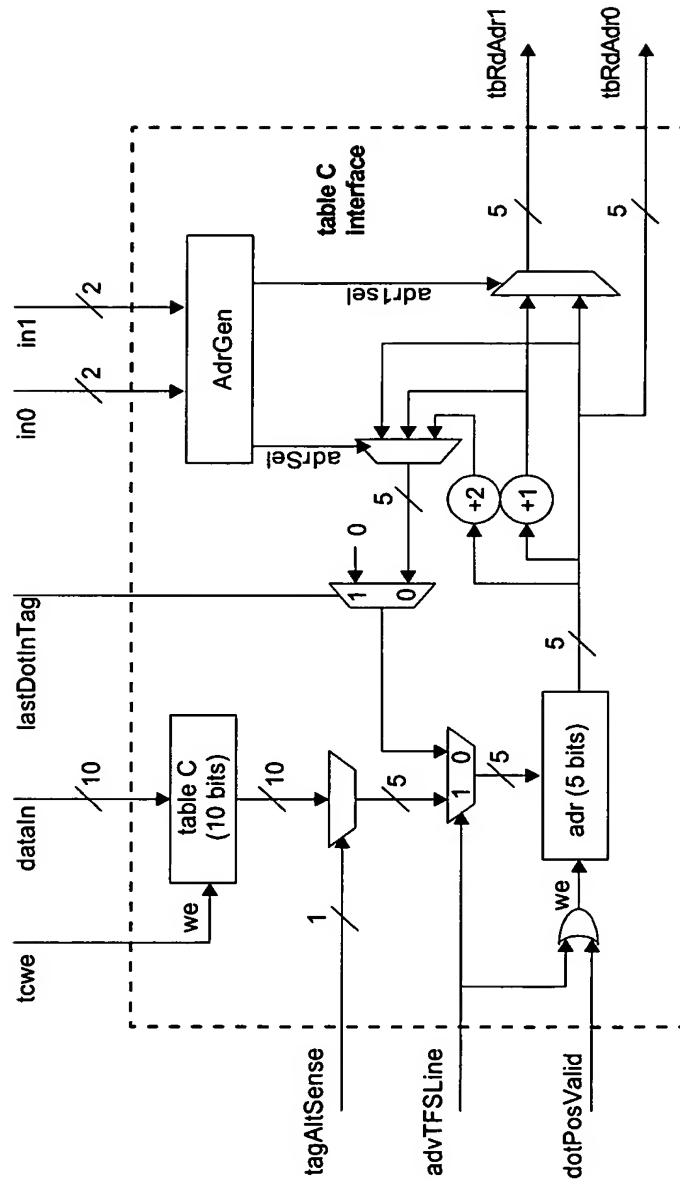 tcwe
dataIn
lastDotInTag
in0
in1
10
2
2
we
table C
(10 bits)
AdrGen
table C
interface
10
adrSel
adr1sel
0
1
0
5
5
tbRdAdr1
tagAltSense
1
5
advTFSLine
1
0
5
+2
+1
we
adr (5 bits)
5
5
tbRdAdr0
dotPosValid